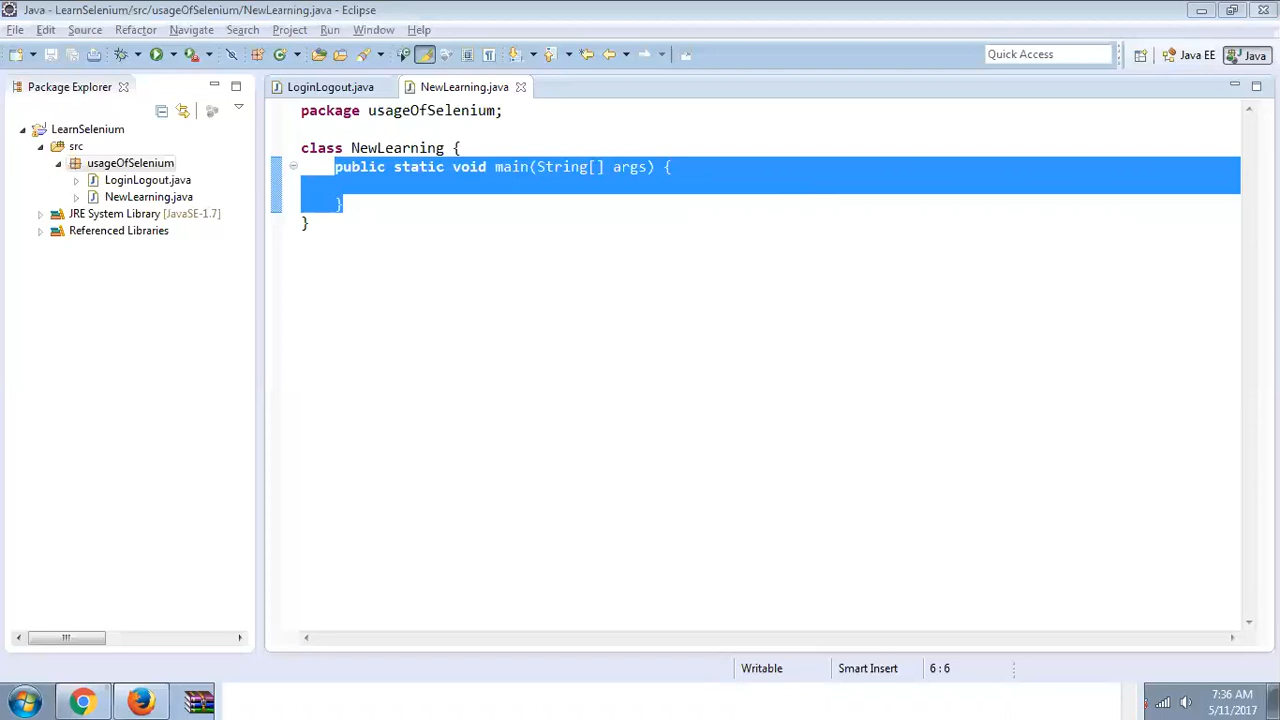 Java - LearnSelenium/src/usageOfSelenium/NewLearning.java - Eclipse
File Edit Source Refactor Navigate Search Project Run Window Help
Quick Access
Java EE
Java
Package Explorer
LoginLogout.java
NewLearning.java
LearnSelenium
src
usageOfSelenium
LoginLogout.java
NewLearning.java
JRE System Library [JavaSE-1.7]
Referenced Libraries
package usageOfSelenium;
class NewLearning {
public static void main(String[] args) {
}
}
Writable
Smart Insert
6 : 6
7:36 AM
5/11/2017